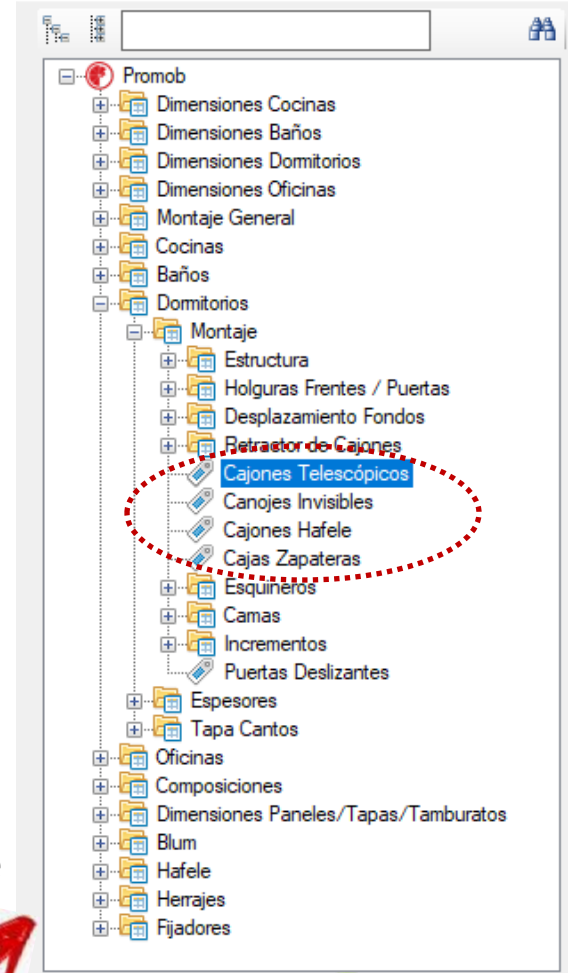 Promob
Dimensiones Cocinas
Dimensiones Baños
Dimensiones Dormitorios
Dimensiones Oficinas
Montaje General
Cocinas
Baños
Dormitorios
Montaje
Estructura
Holguras Frentes / Puertas
Desplazamiento Fondos
Retractor de Cajones
Cajones Telescópicos
Canojes Invisibles
Cajones Hafele
Cajas Zapateras
Esquineros
Camas
Incrementos
Puertas Deslizantes
Espesores
Tapa Cantos
Oficinas
Composiciones
Dimensiones Paneles/Tapas/Tamburatos
Blum
Hafele
Herrajes
Fijadores